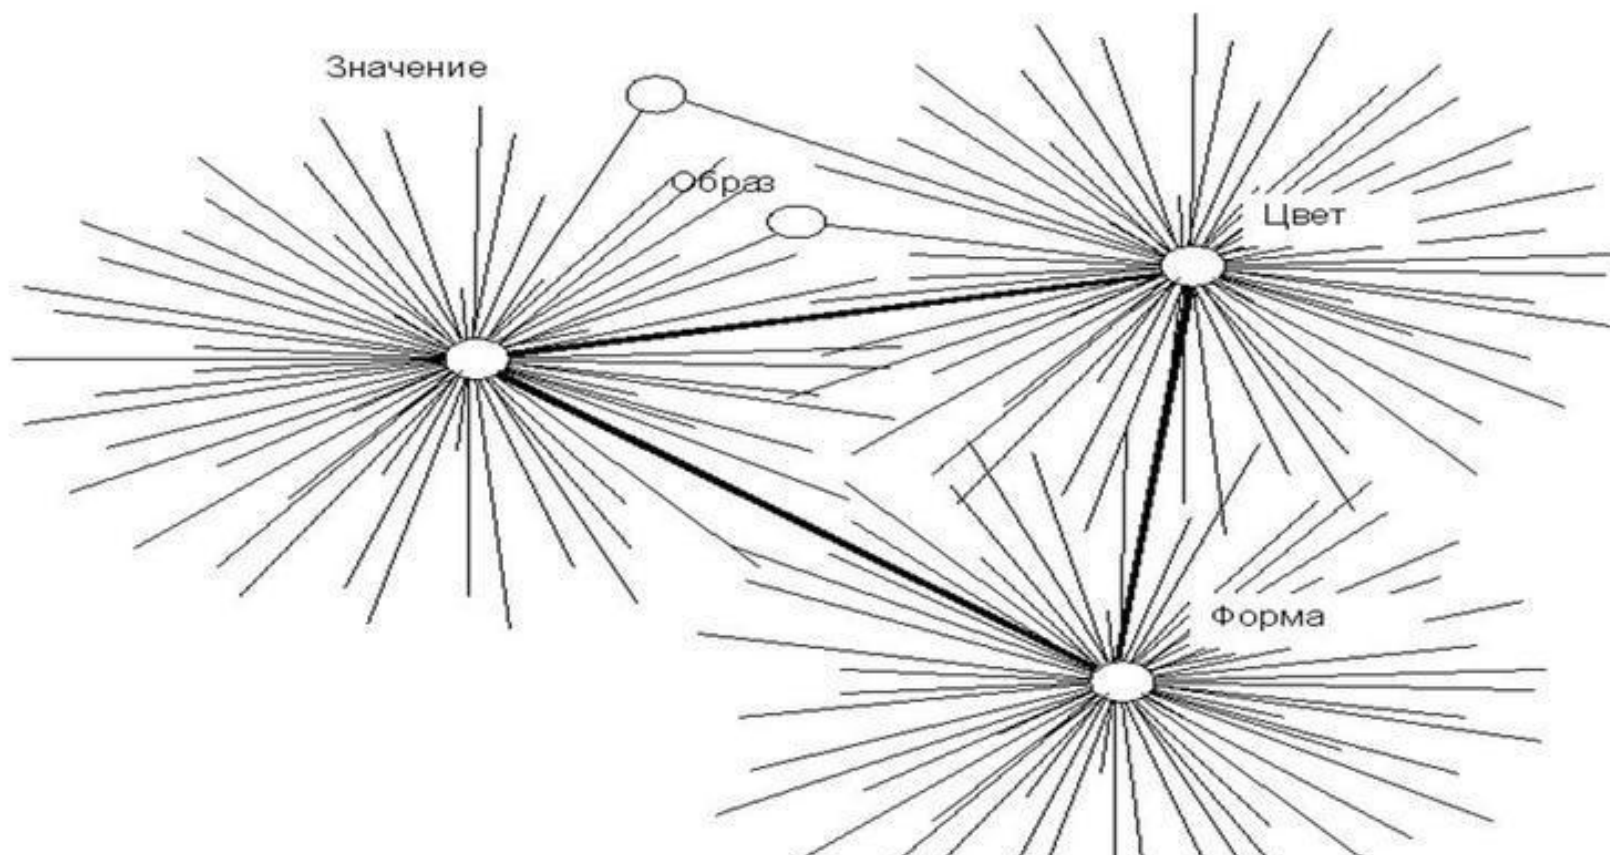 Значение
Образ
Цвет
Форма